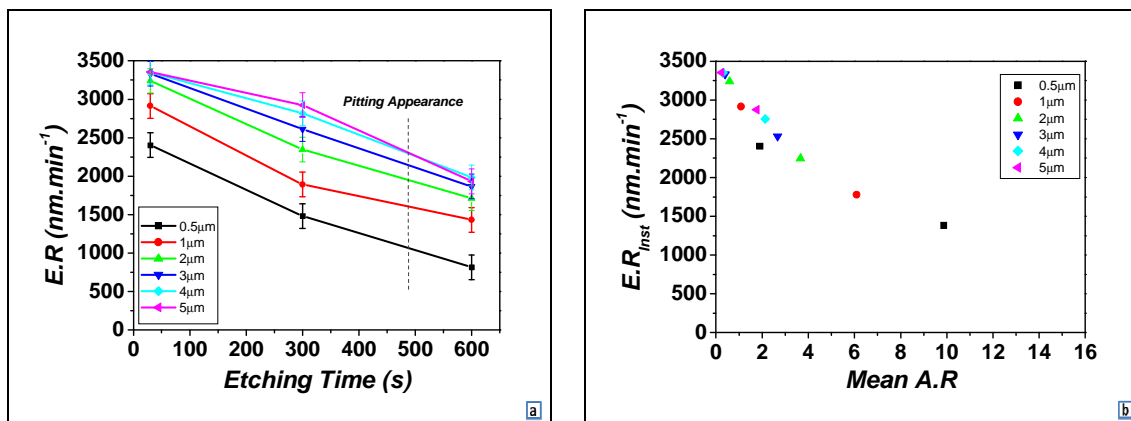 3500
3000
2500
2000
1500
1000
500
0
E.R (nm.min⁻¹)
Pitting Appearance
0.5μm
1μm
2μm
3μm
4μm
5μm
0 100 200 300 400 500 600
Etching Time (s)
a
3500
3000
2500
2000
1500
1000
500
0
E.R_Inst (nm.min⁻¹)
0.5μm
1μm
2μm
3μm
4μm
5μm
0 2 4 6 8 10 12 14 16
Mean A.R
b